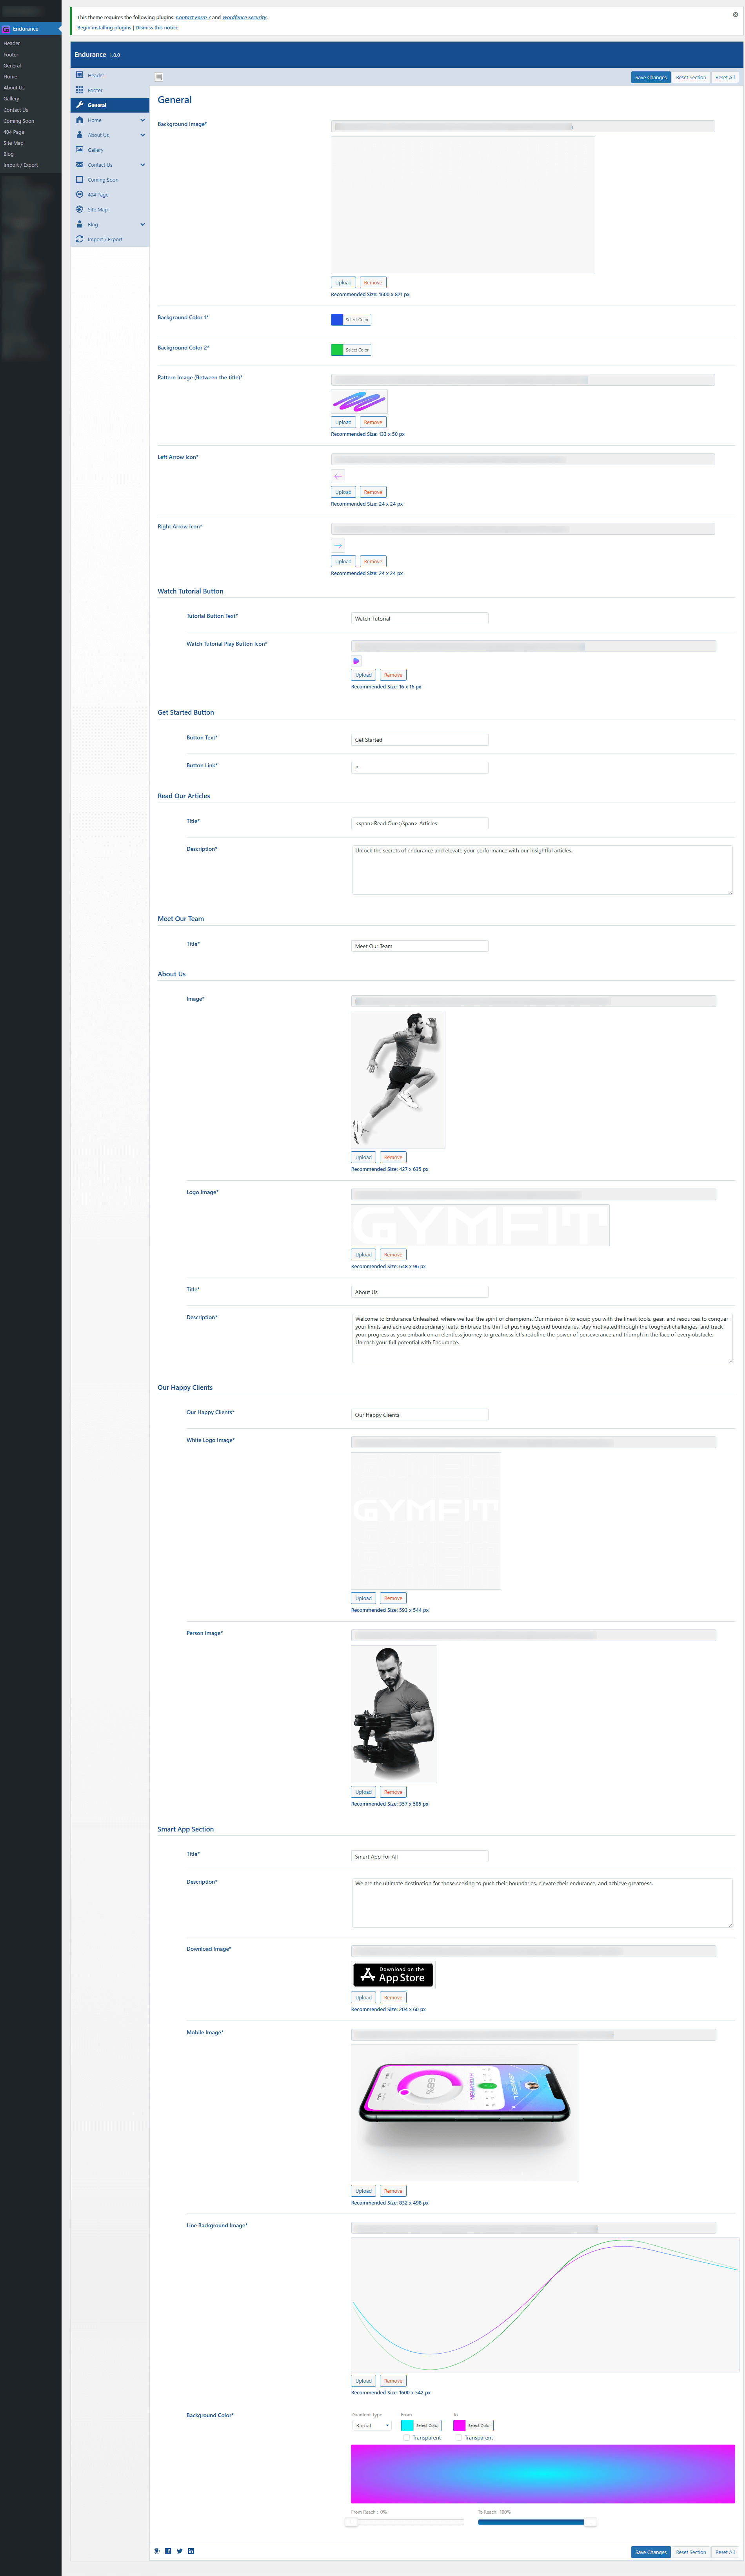 This theme requires the following plugins: Contact Form 7 and Wordfence Security.
Begin installing plugins | Dismiss this notice
Endurance
Header
Footer
General
Home
About Us
Gallery
Contact Us
Coming Soon
404 Page
Site Map
Blog
Import / Export
Endurance 1.0.0
Header
Footer
General
Home
About Us
Gallery
Contact Us
Coming Soon
404 Page
Site Map
Blog
Import / Export
Save Changes Reset Section Reset All
General
Background Image*
Upload Remove
Recommended Size: 1600 x 821 px
Background Color 1*
Select Color
Background Color 2*
Select Color
Pattern Image (Between the title)*
Upload Remove
Recommended Size: 133 x 50 px
Left Arrow Icon*
Upload Remove
Recommended Size: 24 x 24 px
Right Arrow Icon*
Upload Remove
Recommended Size: 24 x 24 px
Watch Tutorial Button
Tutorial Button Text*
Watch Tutorial
Watch Tutorial Play Button Icon*
Upload Remove
Recommended Size: 16 x 16 px
Get Started Button
Button Text*
Get Started
Button Link*
#
Read Our Articles
Title*
<span>Read Our</span> Articles
Description*
Unlock the secrets of endurance and elevate your performance with our insightful articles.
Meet Our Team
Title*
Meet Our Team
About Us
Image*
Upload Remove
Recommended Size: 427 x 635 px
Logo Image*
GYMFIT
Upload Remove
Recommended Size: 648 x 96 px
Title*
About Us
Description*
Welcome to Endurance Unleashed, where we fuel the spirit of champions. Our mission is to equip you with the finest tools, gear, and resources to conquer
your limits and achieve extraordinary feats. Embrace the thrill of pushing beyond boundaries, stay motivated through the toughest challenges, and track
your progress as you embark on a relentless journey to greatness.let's redefine the power of perseverance and triumph in the face of every obstacle.
Unleash your full potential with Endurance.
Our Happy Clients
Our Happy Clients*
Our Happy Clients
White Logo Image*
GYMFIT
Upload Remove
Recommended Size: 593 x 544 px
Person Image*
Upload Remove
Recommended Size: 357 x 585 px
Smart App Section
Title*
Smart App For All
Description*
We are the ultimate destination for those seeking to push their boundaries, elevate their endurance, and achieve greatness.
Download Image*
Download on the
App Store
Upload Remove
Recommended Size: 204 x 60 px
Mobile Image*
68%
HYDRATION
Upload Remove
Recommended Size: 832 x 498 px
Line Background Image*
Upload Remove
Recommended Size: 1600 x 542 px
Background Color*
Gradient Type From To
Radial Select Color Select Color
Transparent Transparent
From Reach: 0% To Reach: 100%
Save Changes Reset Section Reset All